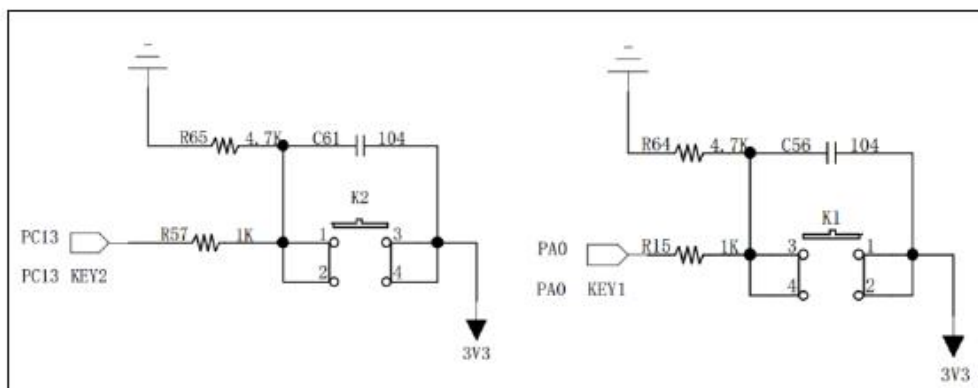 R65 4.7K C61 104
K2
PC13 R57 1K 1 3
PC13 KEY2 2 4
3V3
R64 4.7K C56 104
K1
PA0 R15 1K 3 1
PA0 KEY1 4 2
3V3